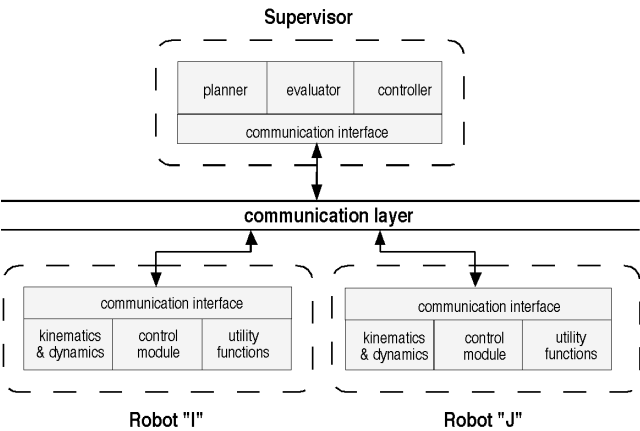 Supervisor
planner evaluator controller
communication interface
communication layer
communication interface
kinematics & dynamics
control module
utility functions
communication interface
kinematics & dynamics
control module
utility functions
Robot "I"
Robot "J"